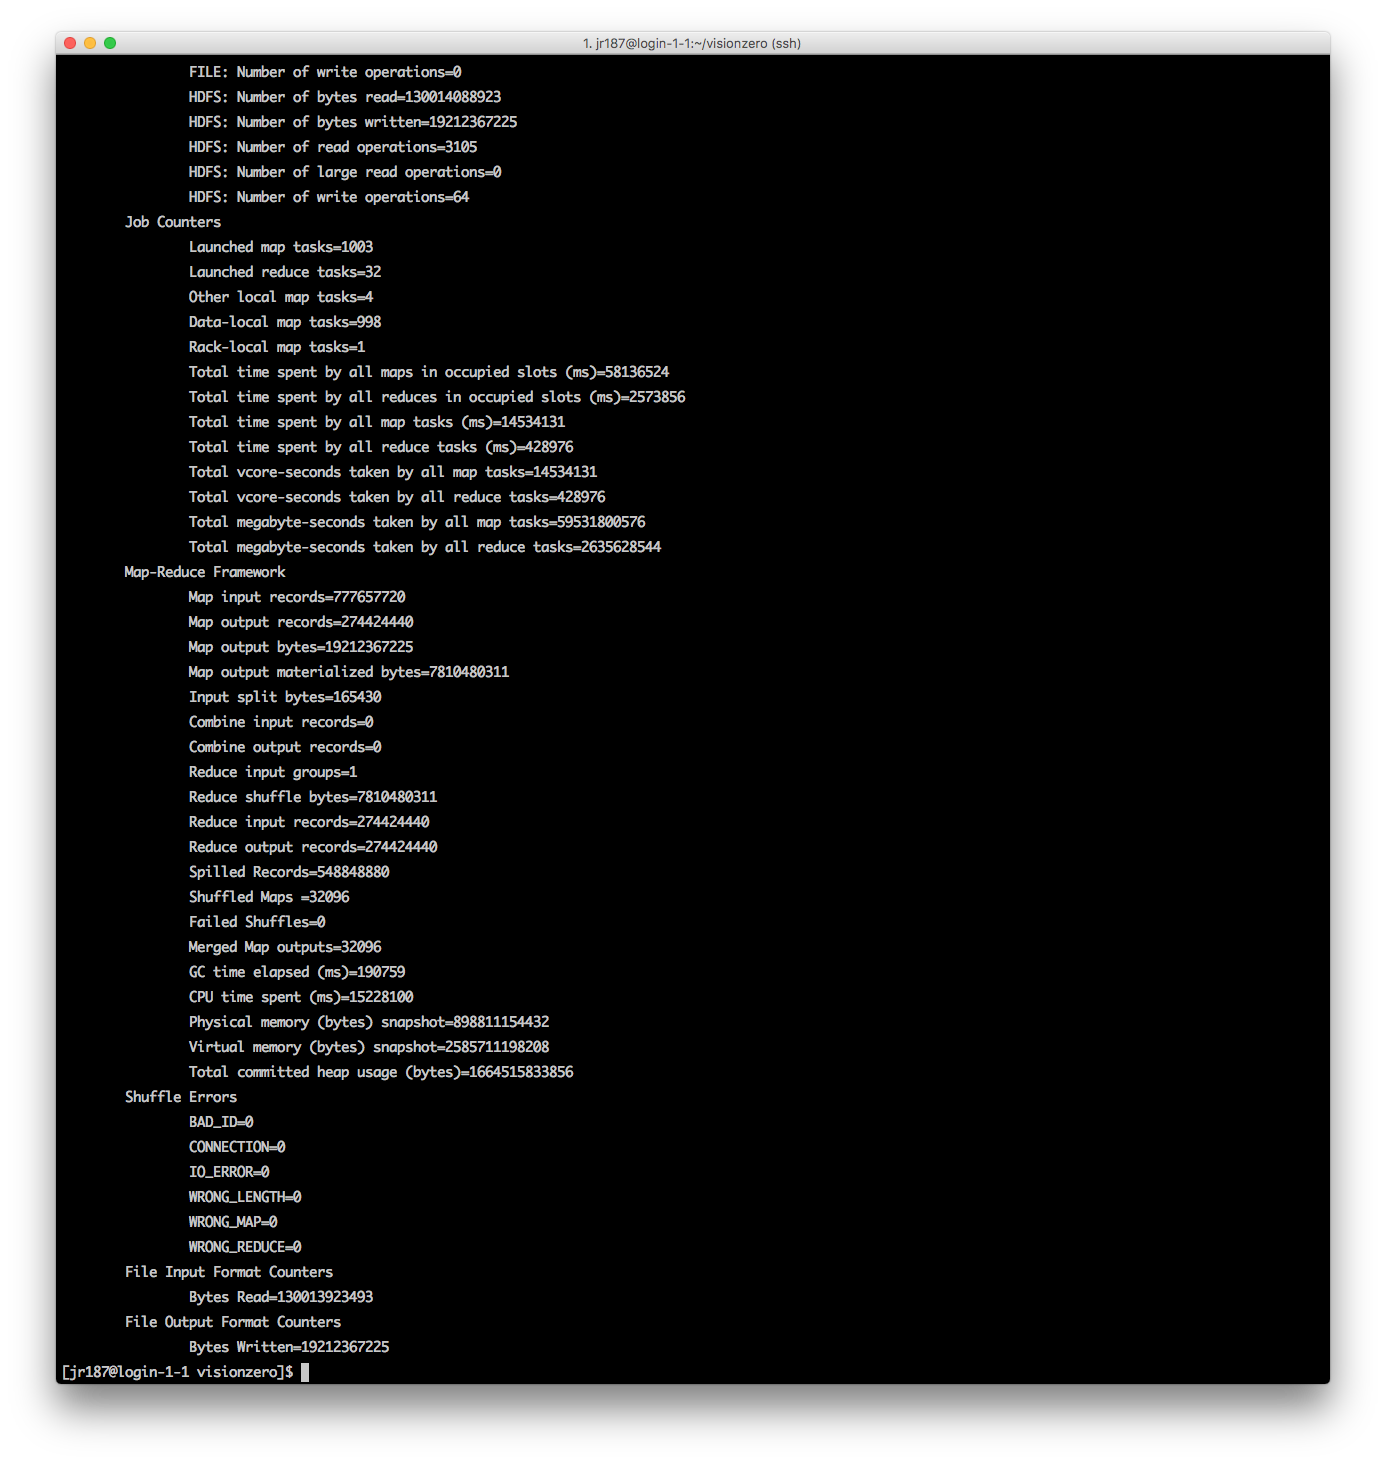 1. jr187@login-1-1:~/visionzero (ssh)
FILE: Number of write operations=0
HDFS: Number of bytes read=130014088923
HDFS: Number of bytes written=19212367225
HDFS: Number of read operations=3105
HDFS: Number of large read operations=0
HDFS: Number of write operations=64
Job Counters
Launched map tasks=1003
Launched reduce tasks=32
Other local map tasks=4
Data-local map tasks=998
Rack-local map tasks=1
Total time spent by all maps in occupied slots (ms)=58136524
Total time spent by all reduces in occupied slots (ms)=2573856
Total time spent by all map tasks (ms)=14534131
Total time spent by all reduce tasks (ms)=428976
Total vcore-seconds taken by all map tasks=14534131
Total vcore-seconds taken by all reduce tasks=428976
Total megabyte-seconds taken by all map tasks=59531800576
Total megabyte-seconds taken by all reduce tasks=2635628544
Map-Reduce Framework
Map input records=777657720
Map output records=274424440
Map output bytes=19212367225
Map output materialized bytes=7810480311
Input split bytes=165430
Combine input records=0
Combine output records=0
Reduce input groups=1
Reduce shuffle bytes=7810480311
Reduce input records=274424440
Reduce output records=274424440
Spilled Records=548848880
Shuffled Maps =32096
Failed Shuffles=0
Merged Map outputs=32096
GC time elapsed (ms)=190759
CPU time spent (ms)=15228100
Physical memory (bytes) snapshot=898811154432
Virtual memory (bytes) snapshot=2585711198208
Total committed heap usage (bytes)=1664515833856
Shuffle Errors
BAD_ID=0
CONNECTION=0
IO_ERROR=0
WRONG_LENGTH=0
WRONG_MAP=0
WRONG_REDUCE=0
File Input Format Counters
Bytes Read=130013923493
File Output Format Counters
Bytes Written=19212367225
[jr187@login-1-1 visionzero]$